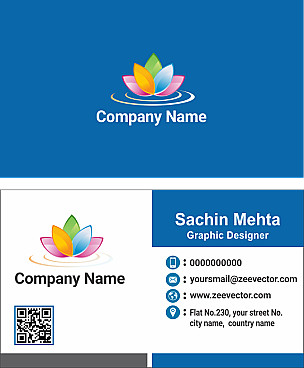 Company Name
Sachin Mehta
Graphic Designer
: 0000000000
Company Name
: yoursmail@zeevector.com
: www.zeevector.com
: Flat No.230, your street No.
city name, country name